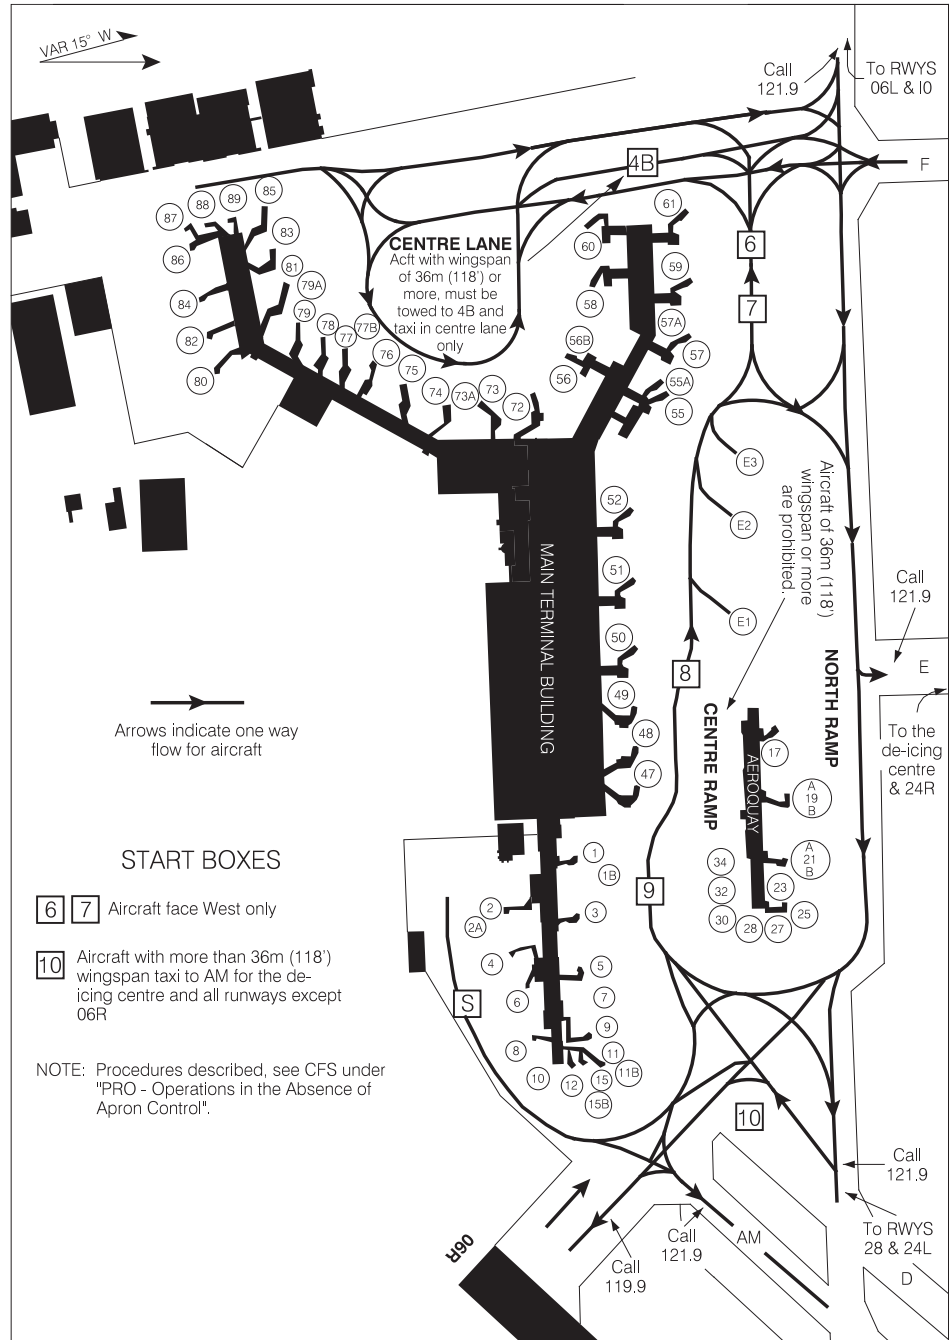 VAR 15° W
Call
121.9
To RWYS
06L & I0
F
4B
85
89
88
87
83
86
81
84
79A
79
82
78
77
77B
76
80
75
74
73A
73
72
CENTRE LANE
Acft with wingspan
of 36m (118') or
more, must be
towed to 4B and
taxi in centre lane
only
61
60
59
58
57A
57
56B
56
55A
55
6
7
E3
E2
E1
Aircraft of 36m (118')
wingspan or more
are prohibited.
52
51
50
49
48
47
MAIN TERMINAL BUILDING
8
CENTRE RAMP
NORTH RAMP
AEROQUAY
Call
121.9
E
To the
de-icing
centre
& 24R
17
A
19
B
A
21
B
34
32
30
23
25
28
27
9
Arrows indicate one way
flow for aircraft
START BOXES
6 7 Aircraft face West only
10 Aircraft with more than 36m (118')
wingspan taxi to AM for the de-
icing centre and all runways except
06R
NOTE: Procedures described, see CFS under
"PRO - Operations in the Absence of
Apron Control".
1
1B
2
2A
3
4
5
6
7
S
8
9
10
11
11B
12
15
15B
10
Call
121.9
To RWYS
28 & 24L
D
AM
Call
121.9
Call
119.9
06R